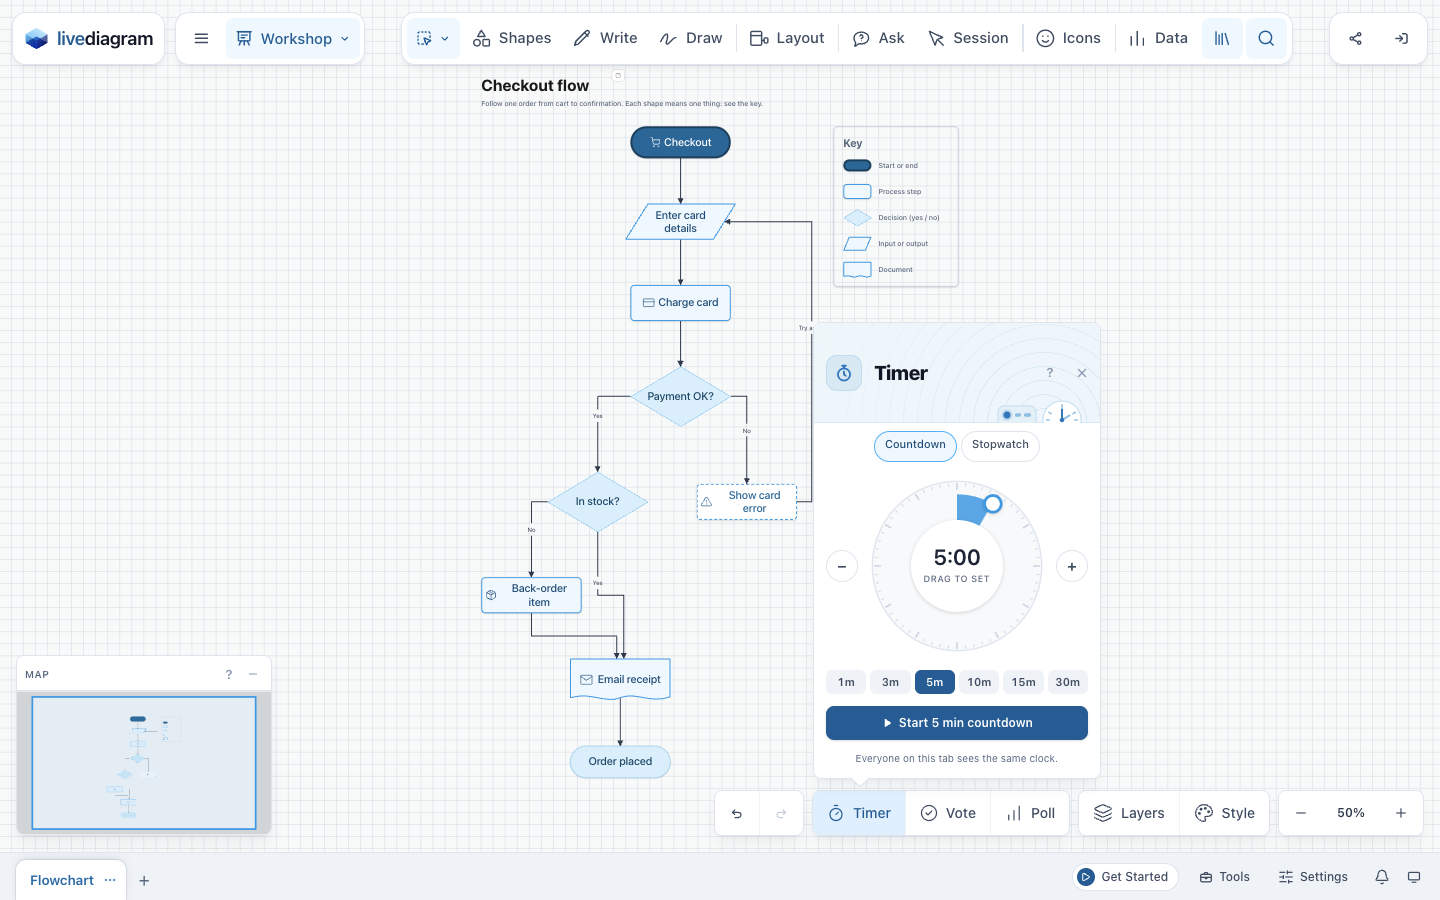 livediagram
Workshop
Shapes
Write
Draw
Layout
Ask
Session
Icons
Data
Checkout flow
Follow one order from cart to confirmation. Each shape means one thing: see the key.
Checkout
Enter card
details
Charge card
Payment OK?
Yes
No
In stock?
Show card
error
No
Yes
Back-order
item
Email receipt
Order placed
Key
Start or end
Process step
Decision (yes / no)
Input or output
Document
Try a
Timer
?
Countdown
Stopwatch
5:00
DRAG TO SET
1m
3m
5m
10m
15m
30m
Start 5 min countdown
Everyone on this tab sees the same clock.
MAP
?
Timer
Vote
Poll
Layers
Style
50%
Flowchart
Get Started
Tools
Settings